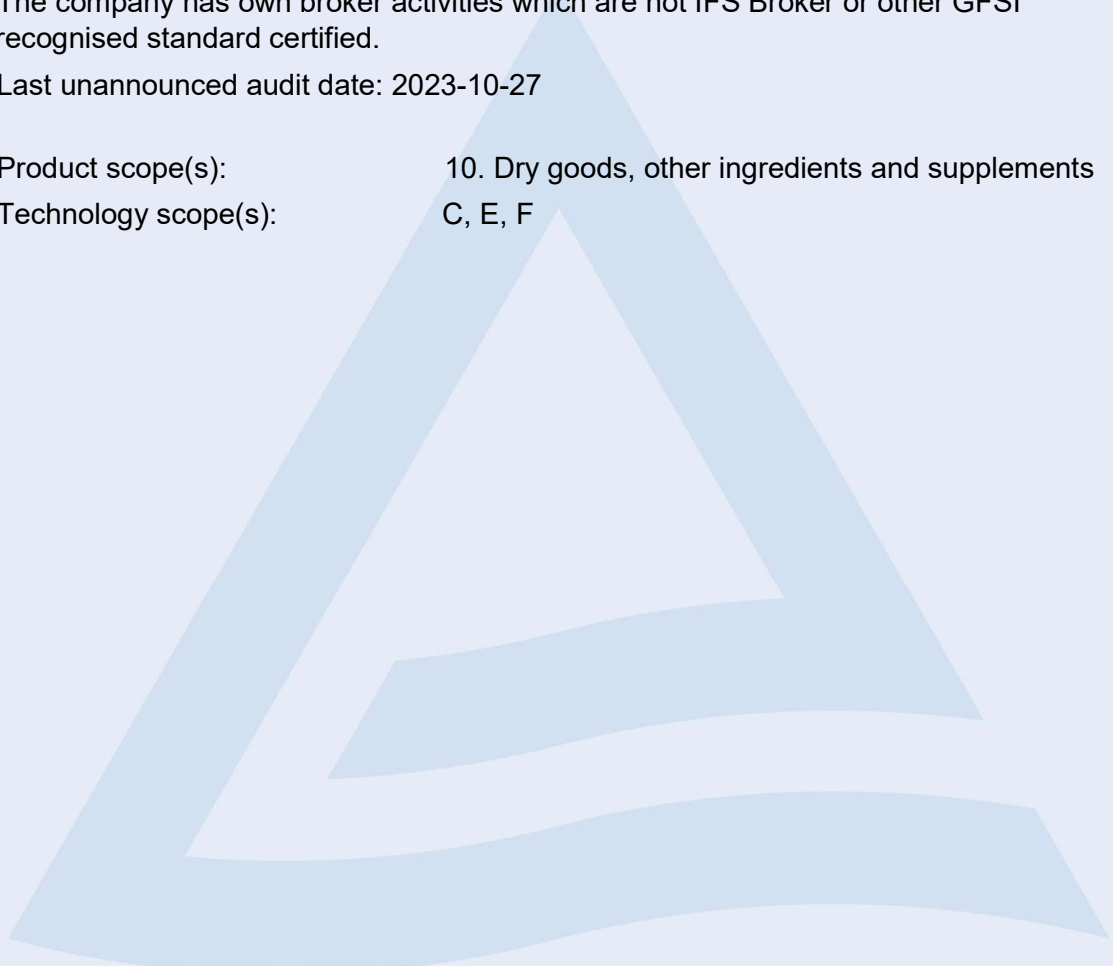 The company has own broker activities which are not IFS Broker or other GFSI
recognised standard certified.
Last unannounced audit date: 2023-10-27
Product scope(s): 10. Dry goods, other ingredients and supplements
Technology scope(s): C, E, F